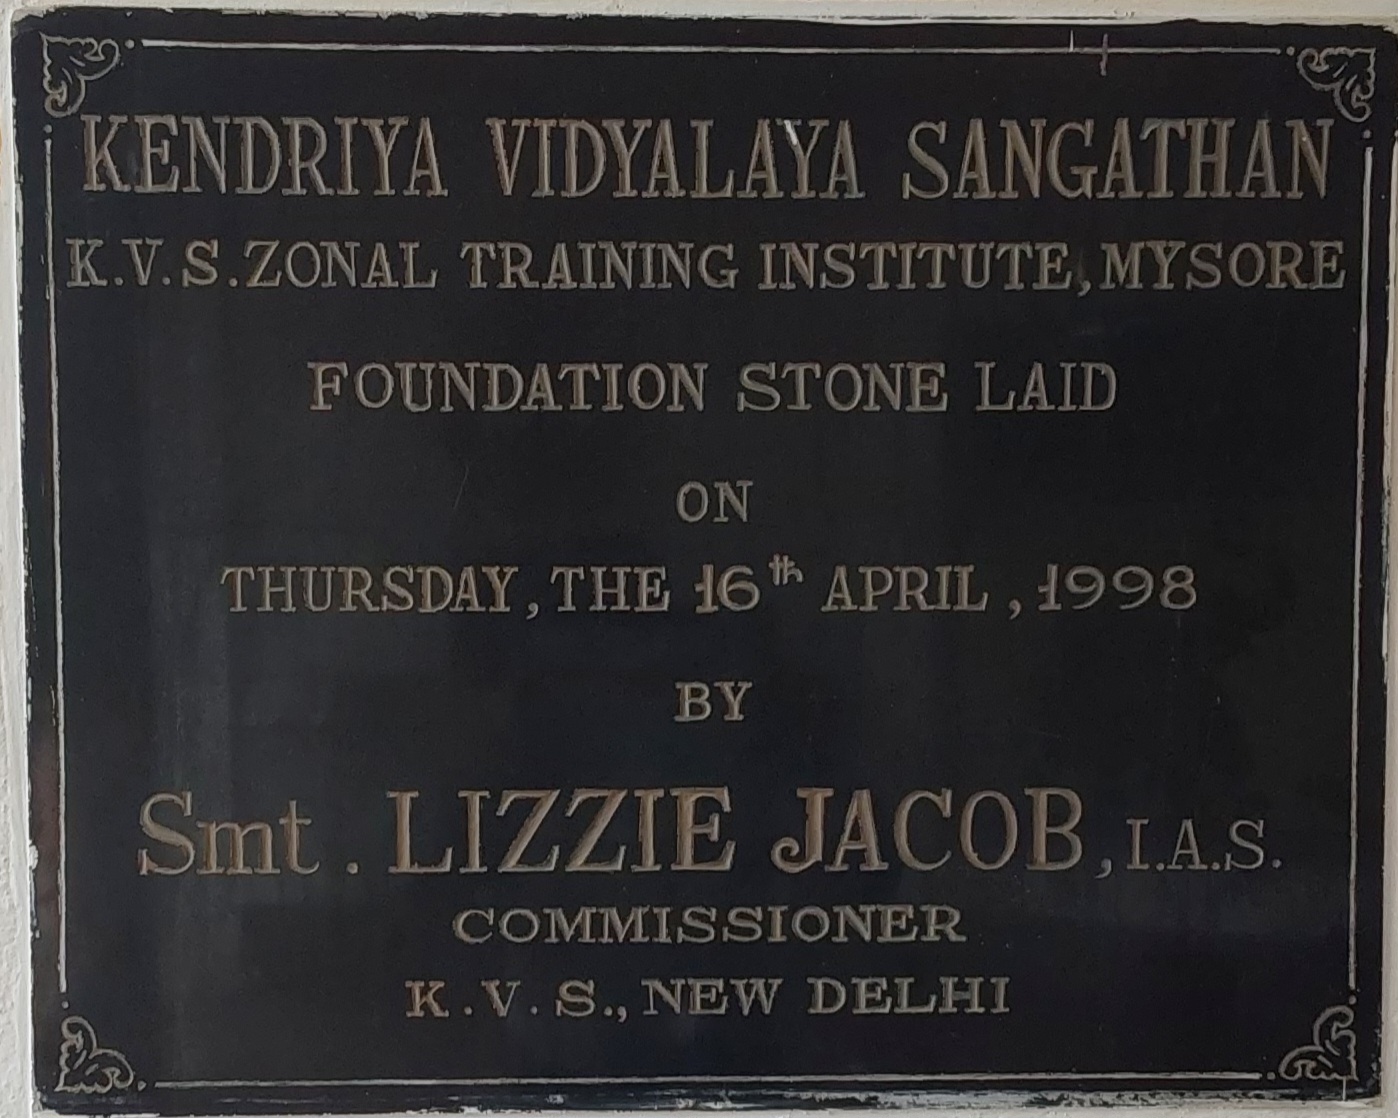 KENDRIYA VIDYALAYA SANGATHAN
K.V.S. ZONAL TRAINING INSTITUTE, MYSORE
FOUNDATION STONE LAID
ON
THURSDAY, THE 16th APRIL, 1998
BY
Smt. LIZZIE JACOB, I.A.S.
COMMISSIONER
K.V.S., NEW DELHI